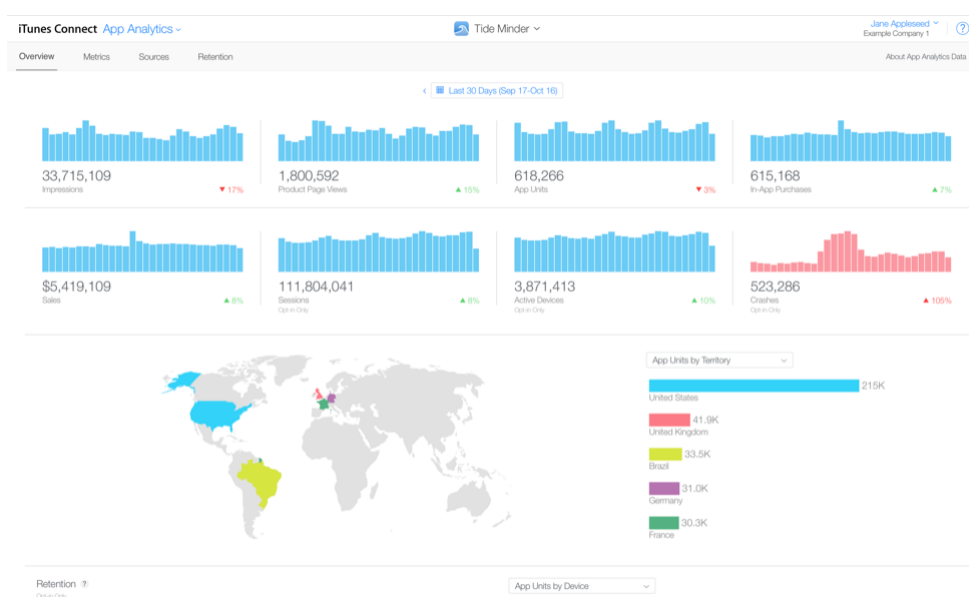 iTunes Connect App Analytics
Tide Minder
Jane Appleseed
Example Company 1
?
Overview Metrics Sources Retention
About App Analytics Data
Last 30 Days (Sep 17-Oct 16)
33,715,109
Impressions
17%
1,800,592
Product Page Views
15%
618,266
App Units
3%
615,168
In-App Purchases
7%
$5,419,109
Sales
8%
111,804,041
Sessions
Opt-in Only
8%
3,871,413
Active Devices
Opt-in Only
10%
523,286
Crashes
Opt-in Only
105%
App Units by Territory
215K
United States
41.9K
United Kingdom
33.5K
Brazil
31.0K
Germany
30.3K
France
Retention ?
Opt-in Only
App Units by Device